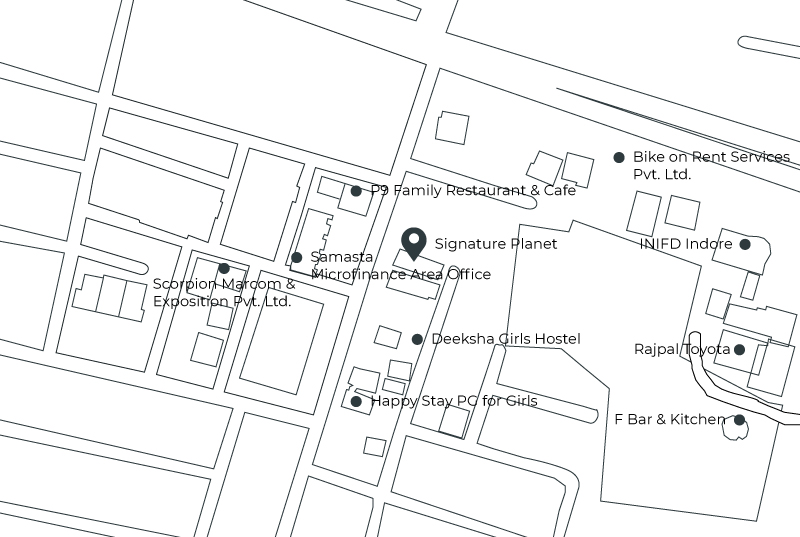 Bike on Rent Services
Pvt. Ltd.
P9 Family Restaurant & Cafe
Signature Planet
INIFD Indore
Samasta
Microfinance Area Office
Scorpion Marcom &
Exposition Pvt. Ltd.
Deeksha Girls Hostel
Rajpal Toyota
Happy Stay PG for Girls
F Bar & Kitchen